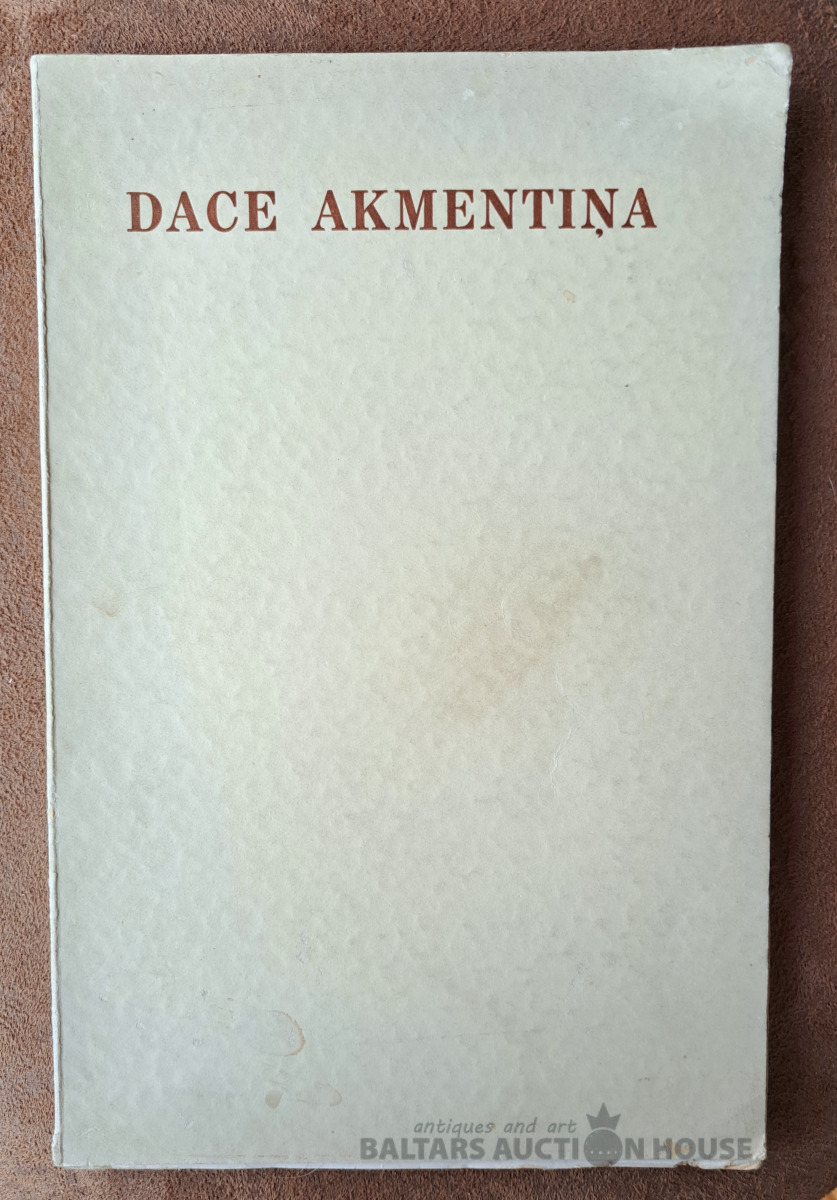 DACE AKMENTIŅA
antiques and art
BALTARS AUCTION HOUSE